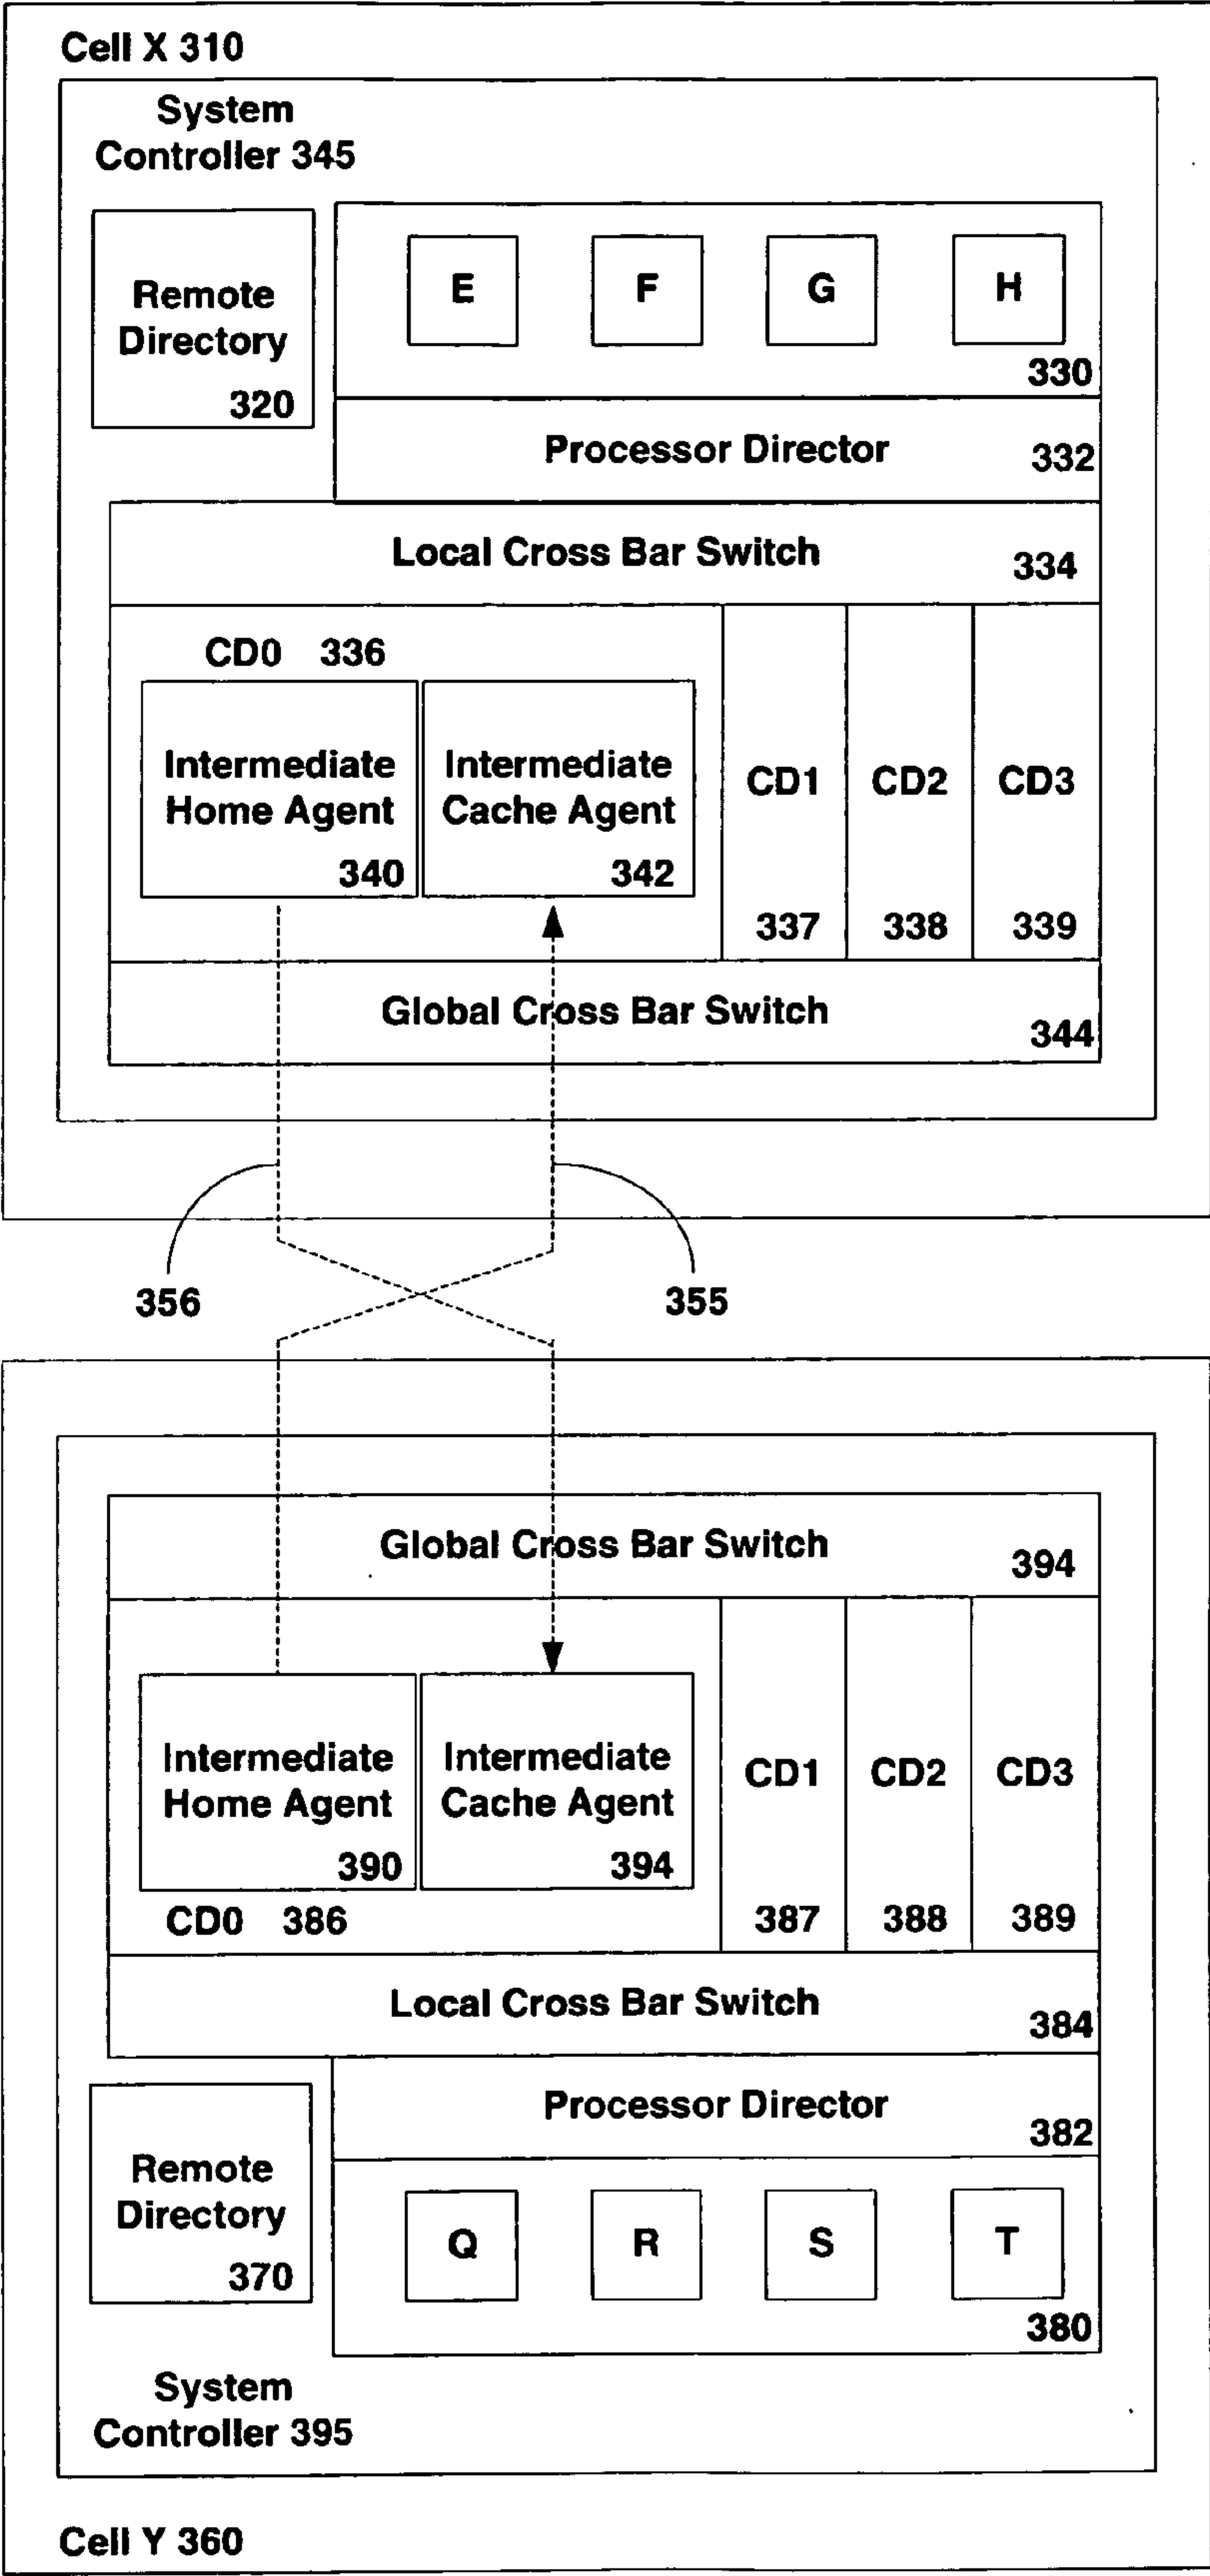 Cell X 310
System
Controller 345
Remote
Directory
320
E F G H
330
Processor Director 332
Local Cross Bar Switch 334
CD0 336
Intermediate
Home Agent
340
Intermediate
Cache Agent
342
CD1
337
CD2
338
CD3
339
Global Cross Bar Switch 344
356
355
Global Cross Bar Switch 394
Intermediate
Home Agent
390
Intermediate
Cache Agent
394
CD0 386
CD1
387
CD2
388
CD3
389
Local Cross Bar Switch 384
Processor Director 382
Remote
Directory
370
Q R S T
380
System
Controller 395
Cell Y 360